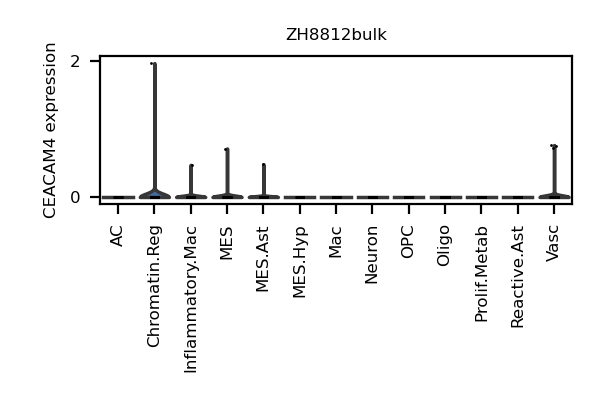 ZH8812bulk
CEACAM4 expression
2
0
AC
Chromatin.Reg
Inflammatory.Mac
MES
MES.Ast
MES.Hyp
Mac
Neuron
OPC
Oligo
Prolif.Metab
Reactive.Ast
Vasc